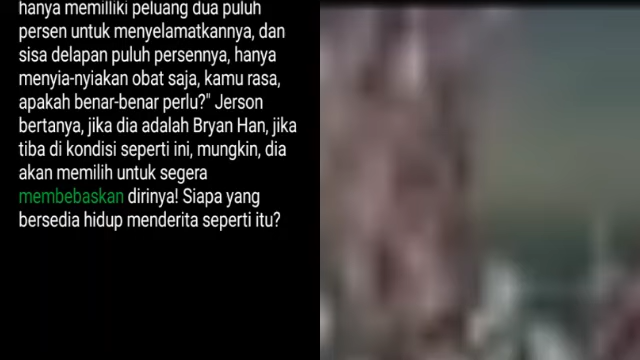 hanya memilliki peluang dua puluh
persen untuk menyelamatkannya, dan
sisa delapan puluh persennya, hanya
menyia-nyiakan obat saja, kamu rasa,
apakah benar-benar perlu?" Jerson
bertanya, jika dia adalah Bryan Han, jika
tiba di kondisi seperti ini, mungkin, dia
akan memilih untuk segera
membebaskan dirinya! Siapa yang
bersedia hidup menderita seperti itu?